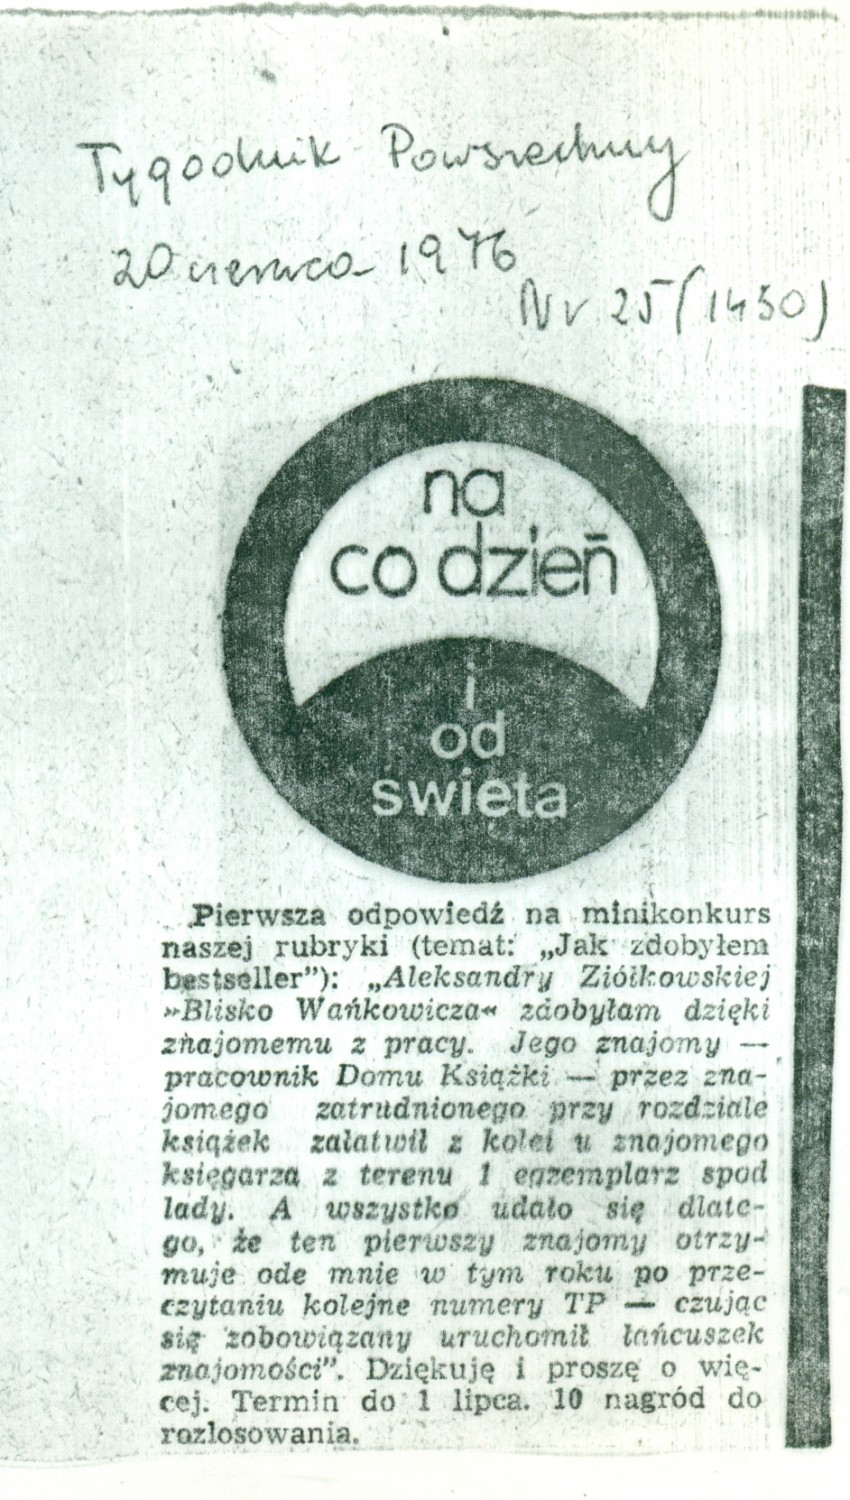 Tygodnik Powszechny
20 czerwca 1976
Nr 25 (1430)
na
co dzień
i
od
święta
Pierwsza odpowiedź na minikonkurs
naszej rubryki (temat: „Jak zdobyłem
bestseller”): „Aleksandry Ziółkowskiej
»Blisko Wańkowicza« zdobyłam dzięki
znajomemu z pracy. Jego znajomy —
pracownik Domu Książki — przez zna-
jomego zatrudnionego przy rozdziale
książek załatwił z kolei u znajomego
księgarza z terenu 1 egzemplarz spod
lady. A wszystko udało się dlate-
go, że ten pierwszy znajomy otrzy-
muje ode mnie w tym roku po prze-
czytaniu kolejne numery TP — czując
się zobowiązany uruchomił łańcuszek
znajomości”. Dziękuję i proszę o wię-
cej. Termin do 1 lipca. 10 nagród do
rozlosowania.